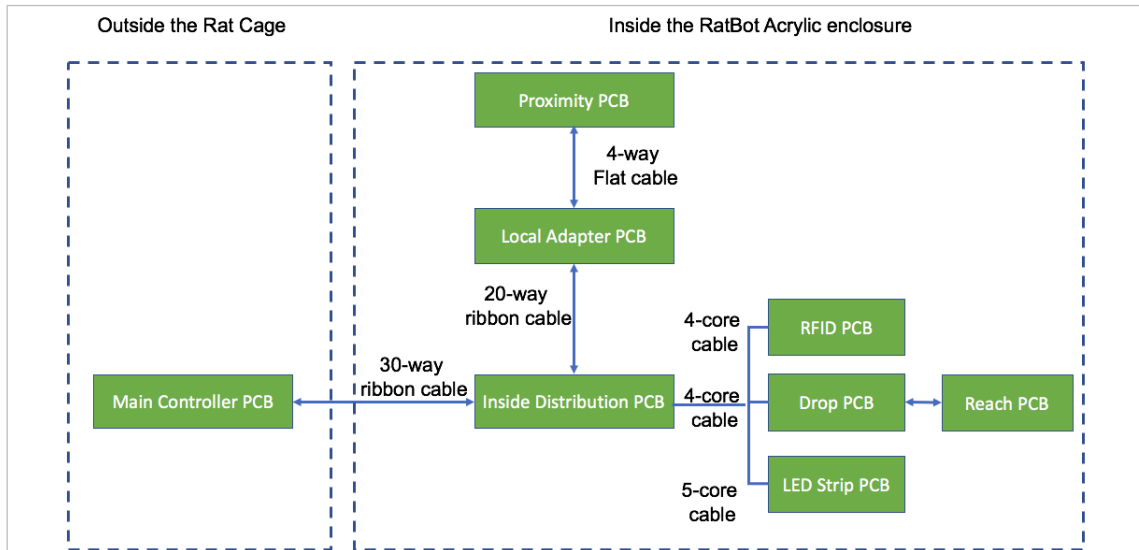 Outside the Rat Cage
Inside the RatBot Acrylic enclosure
Proximity PCB
4-way
Flat cable
Local Adapter PCB
20-way
ribbon cable
4-core
cable
RFID PCB
30-way
ribbon cable
Main Controller PCB
Inside Distribution PCB
4-core
cable
Drop PCB
Reach PCB
5-core
cable
LED Strip PCB